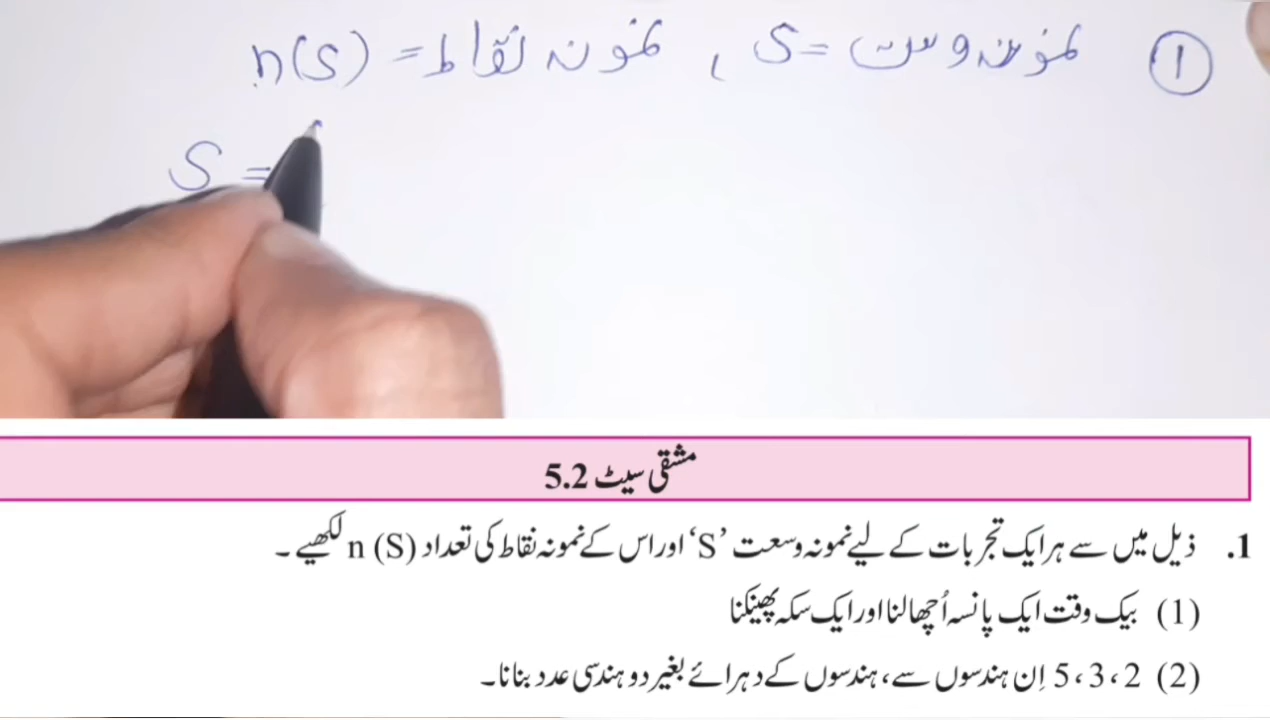 ① نمونہ وسعت = S ، نمونہ نقاط = n(S)
S =
مشقی سیٹ 5.2
1. ذیل میں سے ہر ایک تجربات کے لیے نمونہ وسعت ’S‘ اور اس کے نمونہ نقاط کی تعداد n (S) لکھیے ۔
(1) بیک وقت ایک پانسہ اُچھالنا اور ایک سکہ پھینکنا
(2) 2، 3، 5 اِن ہندسوں سے، ہندسوں کے دہرائے بغیر دو ہندسی عدد بنانا۔